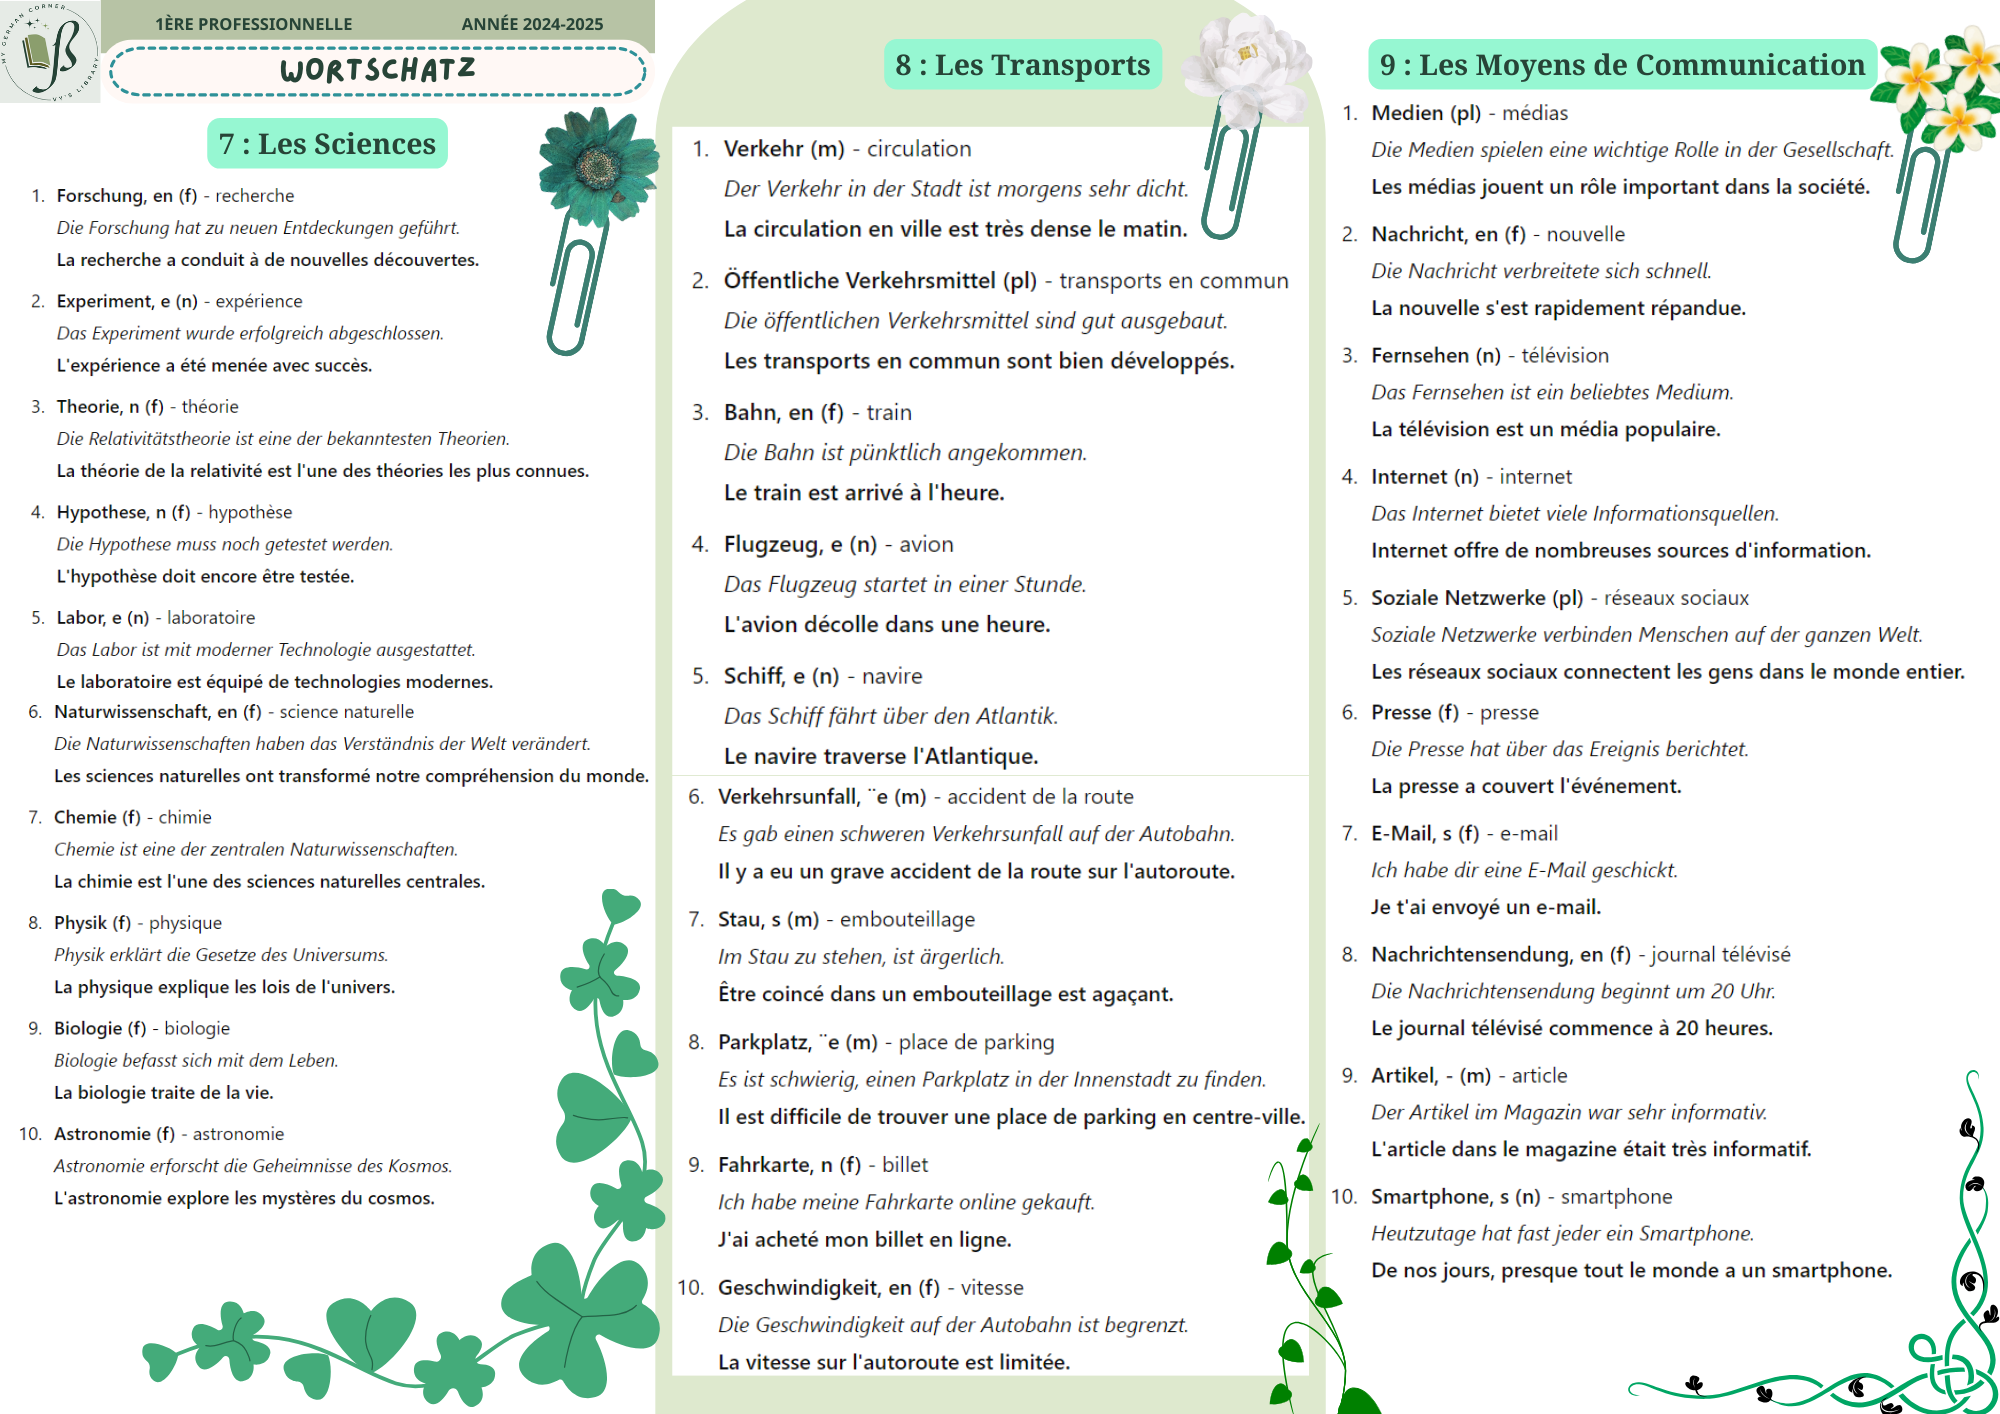 MY GERMAN CORNER
VY'S LIBRARY
ß
1ÈRE PROFESSIONNELLE
ANNÉE 2024-2025
WORTSCHATZ
7 : Les Sciences
1. Forschung, en (f) - recherche
Die Forschung hat zu neuen Entdeckungen geführt.
La recherche a conduit à de nouvelles découvertes.
2. Experiment, e (n) - expérience
Das Experiment wurde erfolgreich abgeschlossen.
L'expérience a été menée avec succès.
3. Theorie, n (f) - théorie
Die Relativitätstheorie ist eine der bekanntesten Theorien.
La théorie de la relativité est l'une des théories les plus connues.
4. Hypothese, n (f) - hypothèse
Die Hypothese muss noch getestet werden.
L'hypothèse doit encore être testée.
5. Labor, e (n) - laboratoire
Das Labor ist mit moderner Technologie ausgestattet.
Le laboratoire est équipé de technologies modernes.
6. Naturwissenschaft, en (f) - science naturelle
Die Naturwissenschaften haben das Verständnis der Welt verändert.
Les sciences naturelles ont transformé notre compréhension du monde.
7. Chemie (f) - chimie
Chemie ist eine der zentralen Naturwissenschaften.
La chimie est l'une des sciences naturelles centrales.
8. Physik (f) - physique
Physik erklärt die Gesetze des Universums.
La physique explique les lois de l'univers.
9. Biologie (f) - biologie
Biologie befasst sich mit dem Leben.
La biologie traite de la vie.
10. Astronomie (f) - astronomie
Astronomie erforscht die Geheimnisse des Kosmos.
L'astronomie explore les mystères du cosmos.
8 : Les Transports
1. Verkehr (m) - circulation
Der Verkehr in der Stadt ist morgens sehr dicht.
La circulation en ville est très dense le matin.
2. Öffentliche Verkehrsmittel (pl) - transports en commun
Die öffentlichen Verkehrsmittel sind gut ausgebaut.
Les transports en commun sont bien développés.
3. Bahn, en (f) - train
Die Bahn ist pünktlich angekommen.
Le train est arrivé à l'heure.
4. Flugzeug, e (n) - avion
Das Flugzeug startet in einer Stunde.
L'avion décolle dans une heure.
5. Schiff, e (n) - navire
Das Schiff fährt über den Atlantik.
Le navire traverse l'Atlantique.
6. Verkehrsunfall, ¨e (m) - accident de la route
Es gab einen schweren Verkehrsunfall auf der Autobahn.
Il y a eu un grave accident de la route sur l'autoroute.
7. Stau, s (m) - embouteillage
Im Stau zu stehen, ist ärgerlich.
Être coincé dans un embouteillage est agaçant.
8. Parkplatz, ¨e (m) - place de parking
Es ist schwierig, einen Parkplatz in der Innenstadt zu finden.
Il est difficile de trouver une place de parking en centre-ville.
9. Fahrkarte, n (f) - billet
Ich habe meine Fahrkarte online gekauft.
J'ai acheté mon billet en ligne.
10. Geschwindigkeit, en (f) - vitesse
Die Geschwindigkeit auf der Autobahn ist begrenzt.
La vitesse sur l'autoroute est limitée.
9 : Les Moyens de Communication
1. Medien (pl) - médias
Die Medien spielen eine wichtige Rolle in der Gesellschaft.
Les médias jouent un rôle important dans la société.
2. Nachricht, en (f) - nouvelle
Die Nachricht verbreitete sich schnell.
La nouvelle s'est rapidement répandue.
3. Fernsehen (n) - télévision
Das Fernsehen ist ein beliebtes Medium.
La télévision est un média populaire.
4. Internet (n) - internet
Das Internet bietet viele Informationsquellen.
Internet offre de nombreuses sources d'information.
5. Soziale Netzwerke (pl) - réseaux sociaux
Soziale Netzwerke verbinden Menschen auf der ganzen Welt.
Les réseaux sociaux connectent les gens dans le monde entier.
6. Presse (f) - presse
Die Presse hat über das Ereignis berichtet.
La presse a couvert l'événement.
7. E-Mail, s (f) - e-mail
Ich habe dir eine E-Mail geschickt.
Je t'ai envoyé un e-mail.
8. Nachrichtensendung, en (f) - journal télévisé
Die Nachrichtensendung beginnt um 20 Uhr.
Le journal télévisé commence à 20 heures.
9. Artikel, - (m) - article
Der Artikel im Magazin war sehr informativ.
L'article dans le magazine était très informatif.
10. Smartphone, s (n) - smartphone
Heutzutage hat fast jeder ein Smartphone.
De nos jours, presque tout le monde a un smartphone.